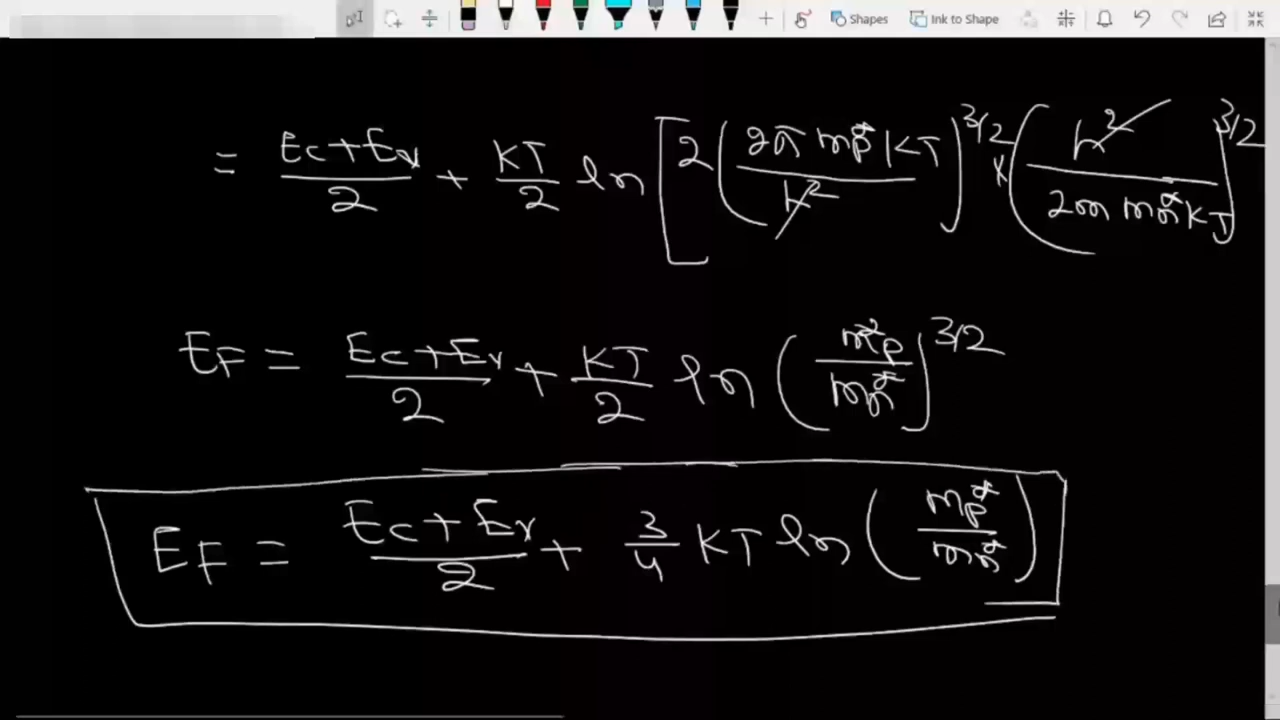 Shapes Ink to Shape
= Ec+Ev/2 + KT/2 ln [2 (2π mp* KT/h²)^3/2 × (h²/2π mn* KT)^3/2
EF = Ec+Ev/2 + KT/2 ln (m*p/mn*)^3/2
EF = Ec+Ev/2 + 3/4 KT ln (mp*/mn*)